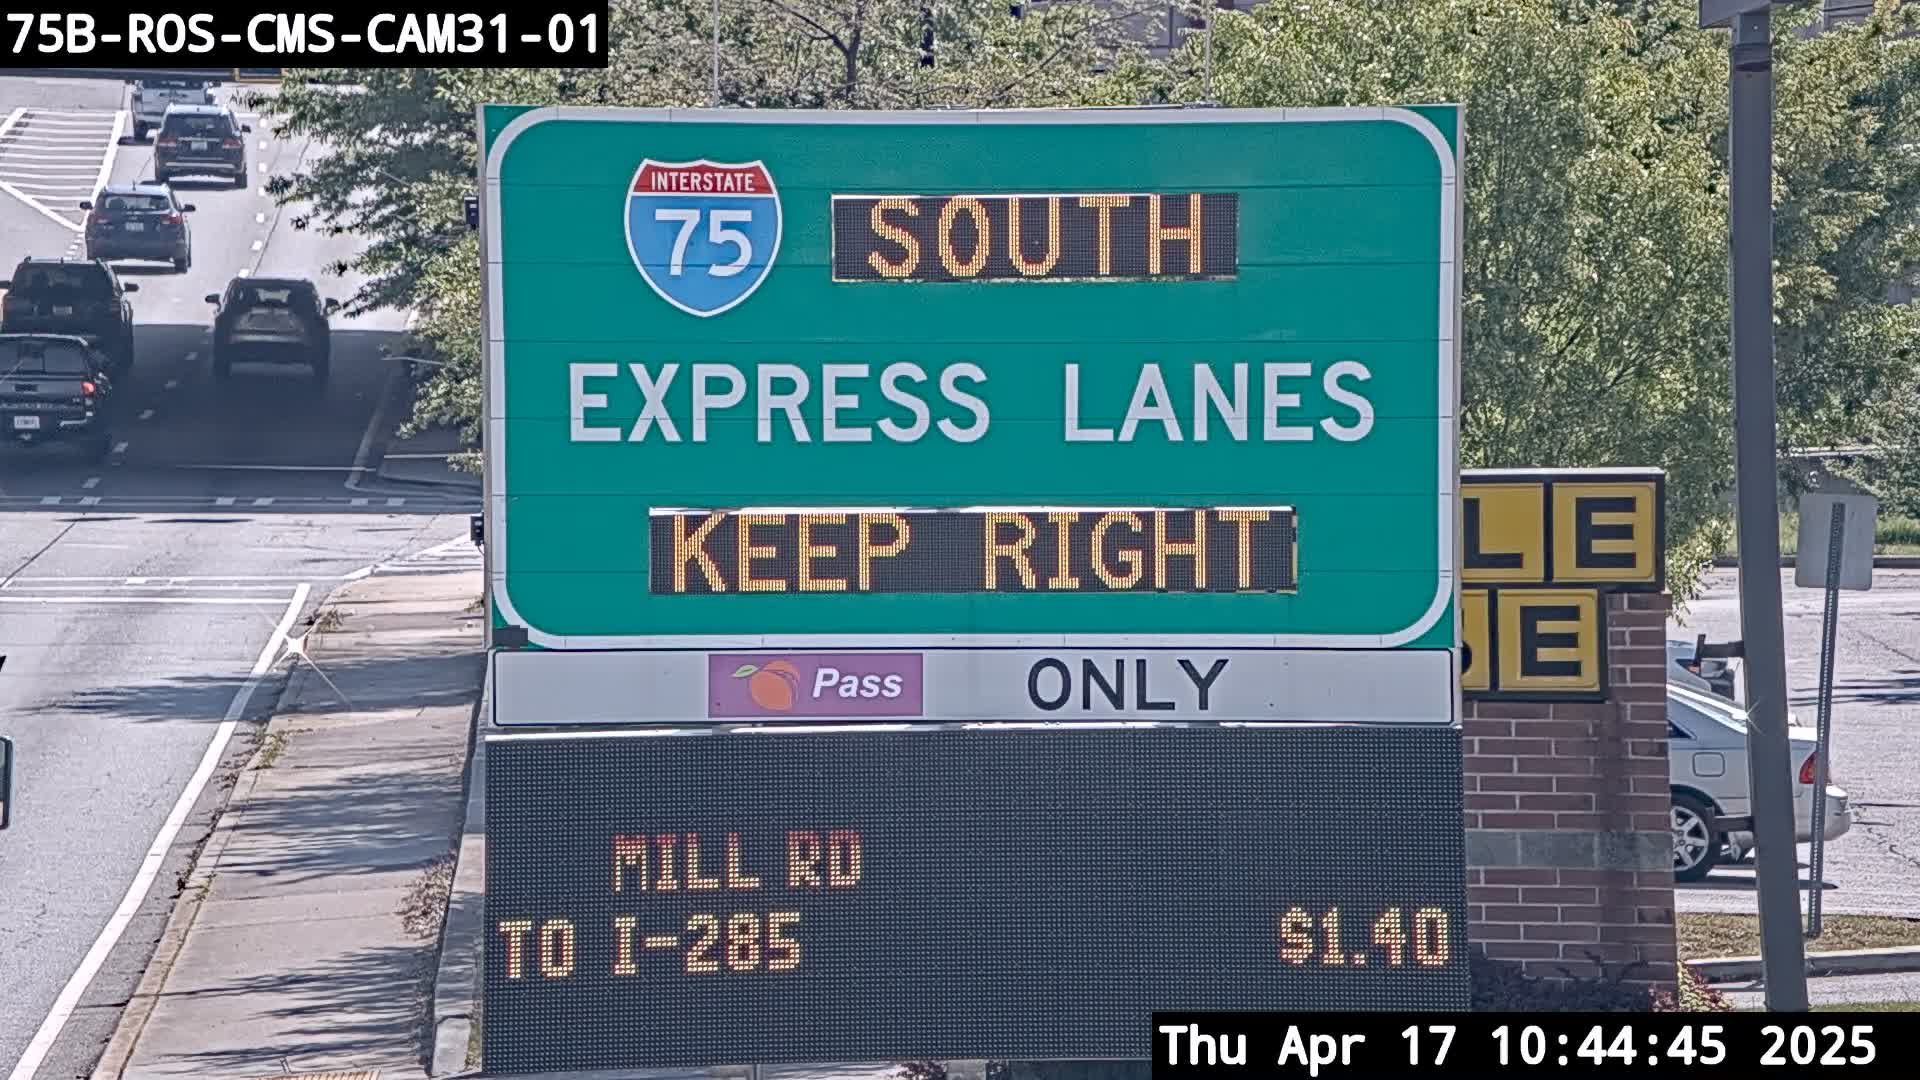 75B-ROS-CMS-CAM31-01
INTERSTATE
75
SOUTH
EXPRESS LANES
KEEP RIGHT
Pass ONLY
MILL RD
TO I-285 $1.40
LE
E
Thu Apr 17 10:44:45 2025